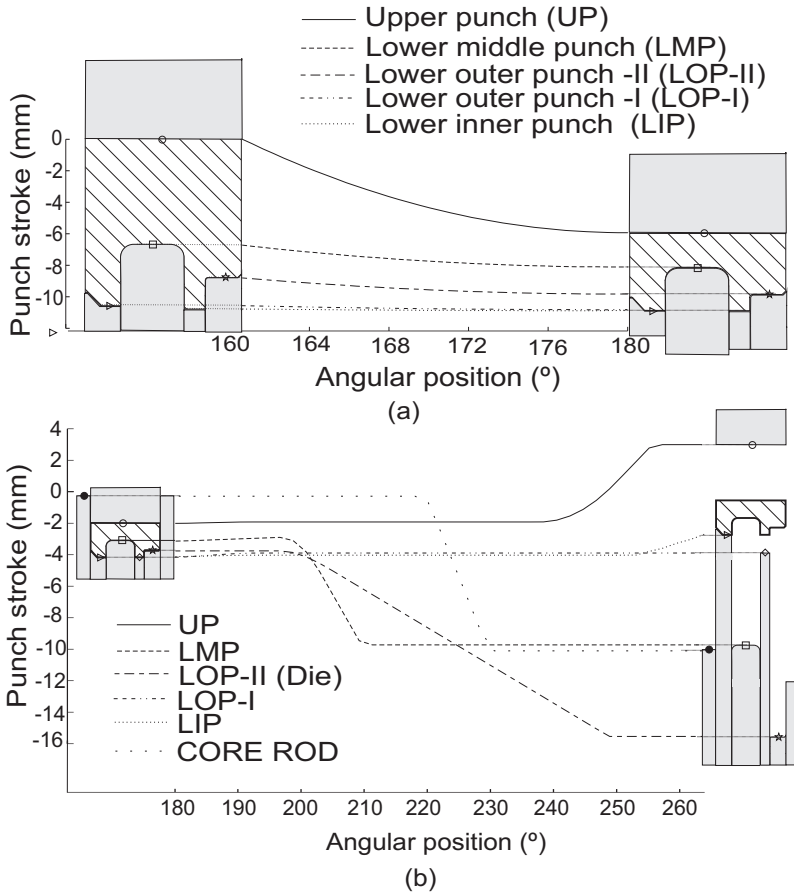 Upper punch (UP)
Lower middle punch (LMP)
Lower outer punch -II (LOP-II)
Lower outer punch -I (LOP-I)
Lower inner punch (LIP)
Punch stroke (mm)
0
-2
-4
-6
-8
-10
160 164 168 172 176 180
Angular position (º)
(a)
Punch stroke (mm)
4
2
0
-2
-4
-6
-8
-10
-12
-14
-16
UP
LMP
LOP-II (Die)
LOP-I
LIP
CORE ROD
180 190 200 210 220 230 240 250 260
Angular position (º)
(b)